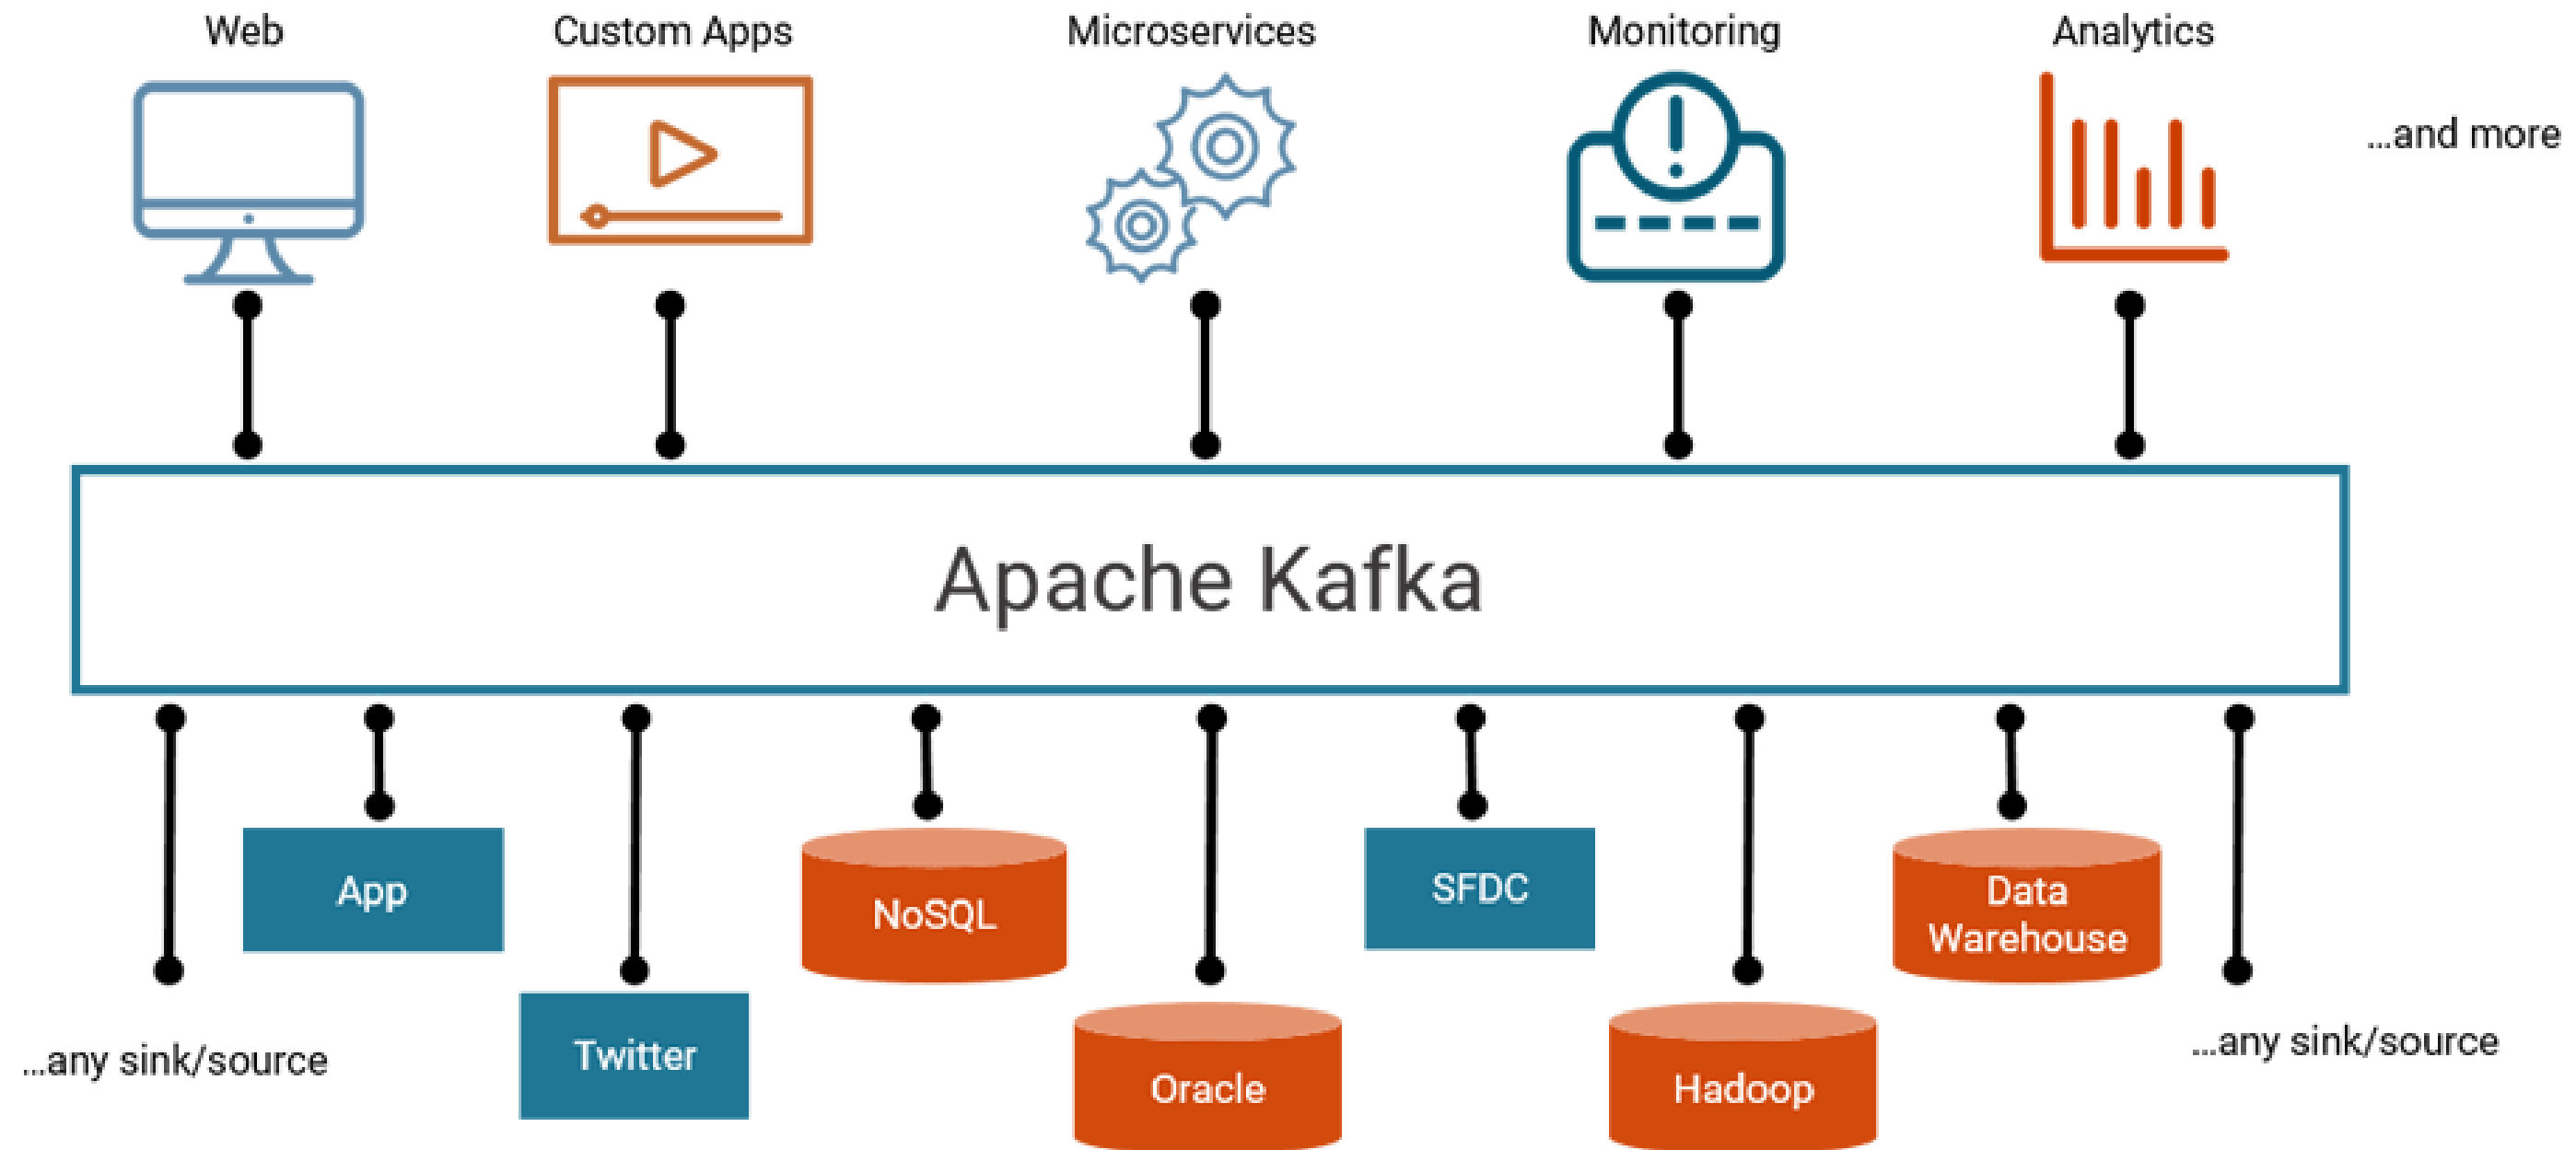 Web
Custom Apps
Microservices
Monitoring
Analytics
...and more
Apache Kafka
App
NoSQL
SFDC
Data
Warehouse
...any sink/source
Twitter
Oracle
Hadoop
...any sink/source